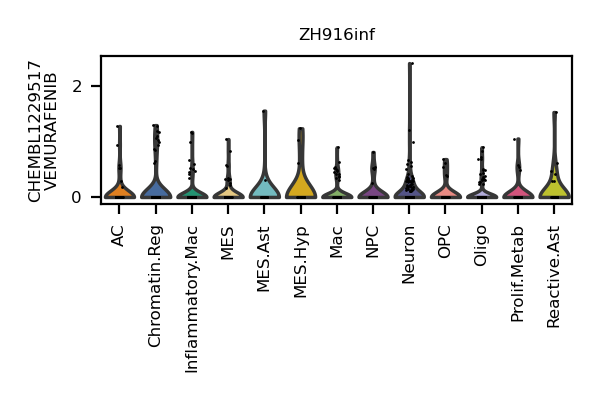 ZH916inf
CHEMBL1229517
VEMURAFENIB
2
0
AC
Chromatin.Reg
Inflammatory.Mac
MES
MES.Ast
MES.Hyp
Mac
NPC
Neuron
OPC
Oligo
Prolif.Metab
Reactive.Ast